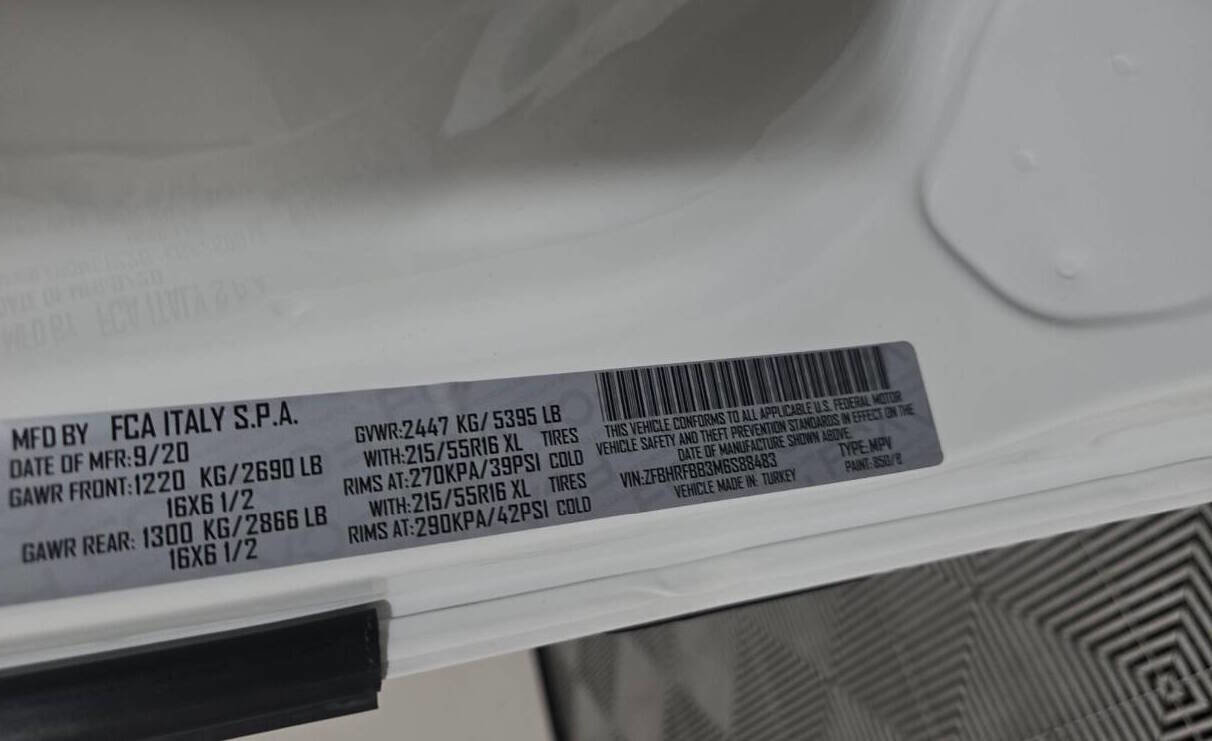 MFD BY FCA ITALY S.P.A.
DATE OF MFR:9/20
GAWR FRONT:1220 KG/2690 LB
16X6 1/2
GAWR REAR: 1300 KG/2866 LB
16X6 1/2
GVWR:2447 KG/5395 LB
WITH:215/55R16 XL TIRES
RIMS AT:270KPA/39PSI COLD
WITH:215/55R16 XL TIRES
RIMS AT:290KPA/42PSI COLD
THIS VEHICLE CONFORMS TO ALL APPLICABLE U.S. FEDERAL MOTOR
VEHICLE SAFETY AND THEFT PREVENTION STANDARDS IN EFFECT ON THE
DATE OF MANUFACTURE SHOWN ABOVE.
VIN:ZFBHRFBB3M6S88483 TYPE:MPV
VEHICLE MADE IN: TURKEY PAINT: 850/B